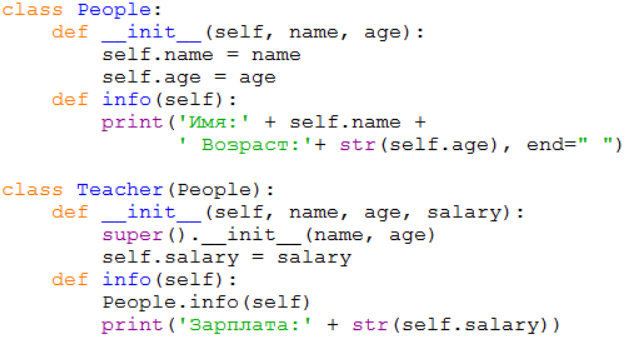 class People:
    def __init__(self, name, age):
        self.name = name
        self.age = age
    def info(self):
        print('Имя:' + self.name +
              ' Возраст:'+ str(self.age), end=" ")

class Teacher(People):
    def __init__(self, name, age, salary):
        super().__init__(name, age)
        self.salary = salary
    def info(self):
        People.info(self)
        print('Зарплата:' + str(self.salary))